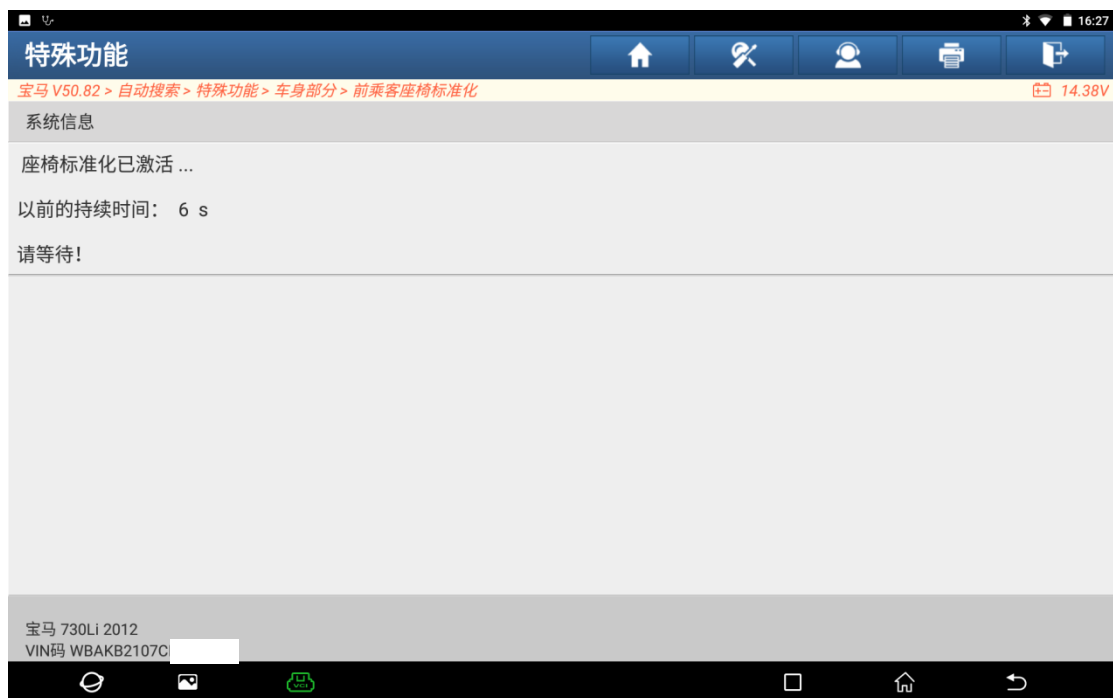 16:27
特殊功能
宝马 V50.82 > 自动搜索 > 特殊功能 > 车身部分 > 前乘客座椅标准化
14.38V
系统信息
座椅标准化已激活 ...
以前的持续时间： 6 s
请等待!
宝马 730Li 2012
VIN码 WBAKB2107C
VCI